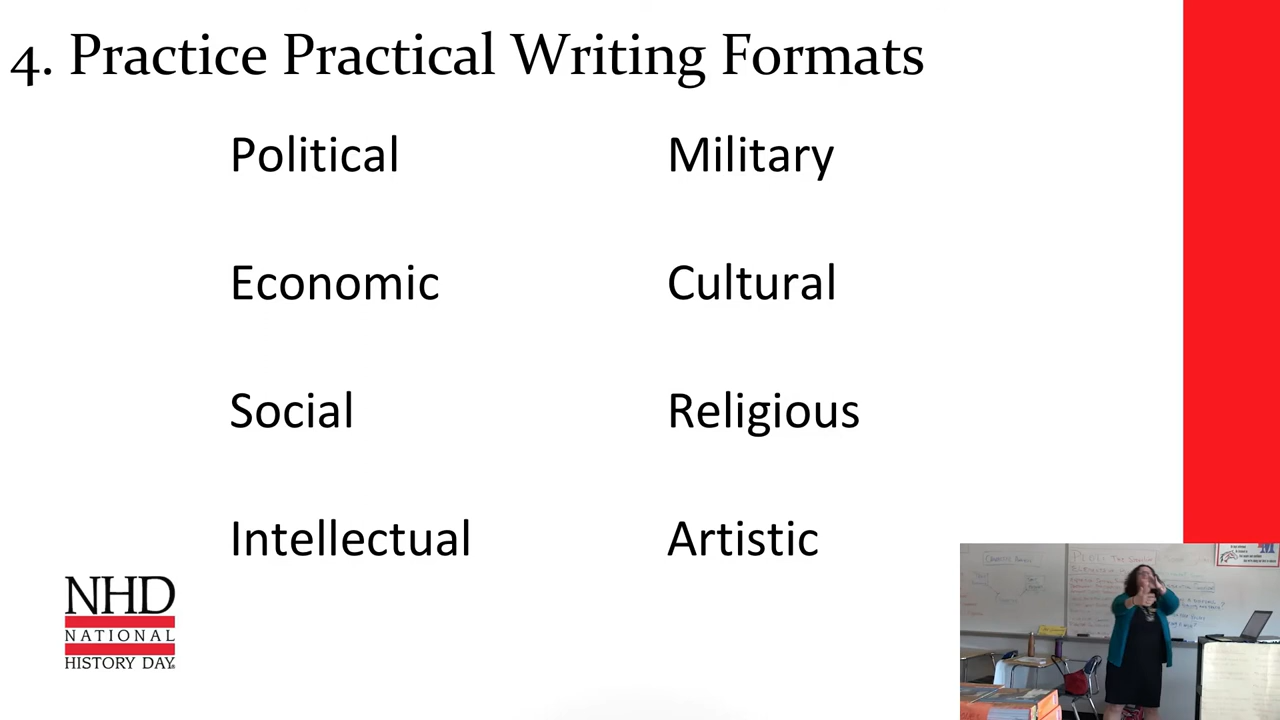 4. Practice Practical Writing Formats
Political
Military
Economic
Cultural
Social
Religious
Intellectual
Artistic
NHD
NATIONAL
HISTORY DAY®